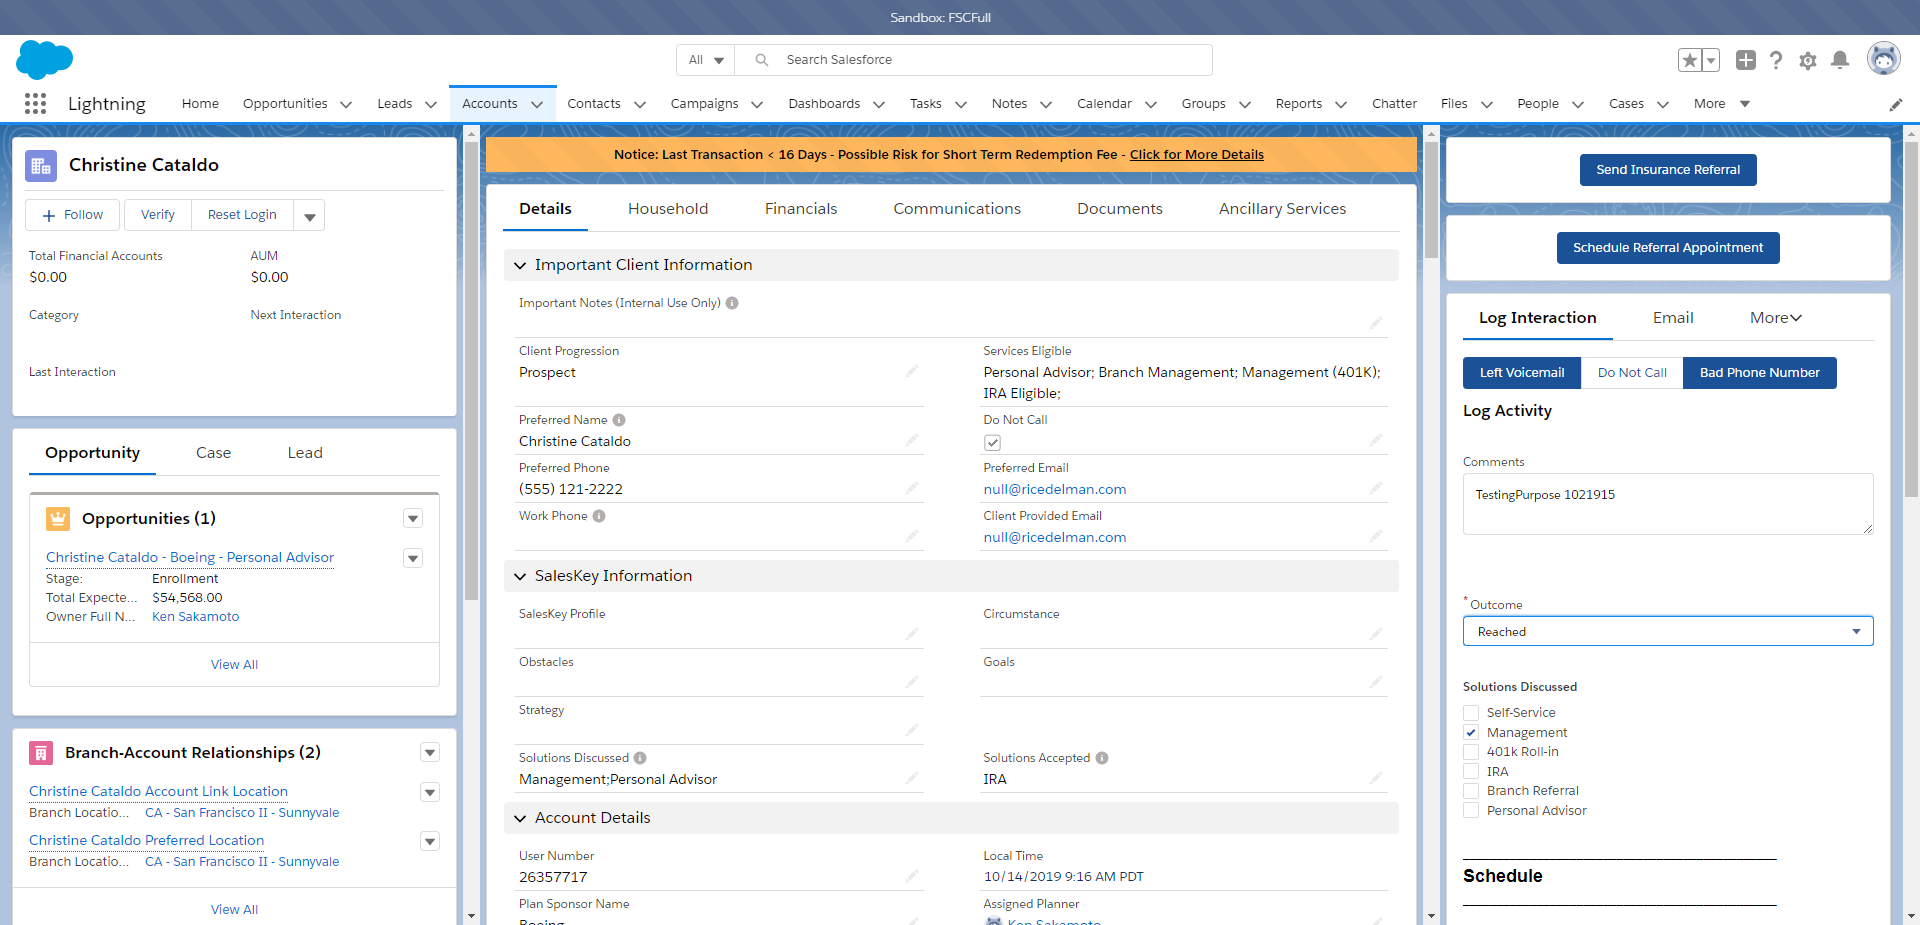 Sandbox: FSCFull
All
Search Salesforce
Lightning
Home
Opportunities
Leads
Accounts
Contacts
Campaigns
Dashboards
Tasks
Notes
Calendar
Groups
Reports
Chatter
Files
People
Cases
More
Christine Cataldo
Follow
Verify
Reset Login
Total Financial Accounts
AUM
$0.00
$0.00
Category
Next Interaction
Last Interaction
Opportunity
Case
Lead
Opportunities (1)
Christine Cataldo - Boeing - Personal Advisor
Stage: Enrollment
Total Expecte... $54,568.00
Owner Full N... Ken Sakamoto
View All
Branch-Account Relationships (2)
Christine Cataldo Account Link Location
Branch Locatio... CA - San Francisco II - Sunnyvale
Christine Cataldo Preferred Location
Branch Locatio... CA - San Francisco II - Sunnyvale
View All
Notice: Last Transaction < 16 Days - Possible Risk for Short Term Redemption Fee - Click for More Details
Details
Household
Financials
Communications
Documents
Ancillary Services
Important Client Information
Important Notes (Internal Use Only)
Client Progression
Prospect
Services Eligible
Personal Advisor; Branch Management; Management (401K);
IRA Eligible;
Preferred Name
Christine Cataldo
Do Not Call
Preferred Phone
(555) 121-2222
Preferred Email
null@ricedelman.com
Work Phone
Client Provided Email
null@ricedelman.com
SalesKey Information
SalesKey Profile
Circumstance
Obstacles
Goals
Strategy
Solutions Discussed
Management;Personal Advisor
Solutions Accepted
IRA
Account Details
User Number
26357717
Local Time
10/14/2019 9:16 AM PDT
Plan Sponsor Name
Boeing
Assigned Planner
Ken Sakamoto
Send Insurance Referral
Schedule Referral Appointment
Log Interaction
Email
More
Left Voicemail
Do Not Call
Bad Phone Number
Log Activity
Comments
TestingPurpose 1021915
* Outcome
Reached
Solutions Discussed
Self-Service
Management
401k Roll-in
IRA
Branch Referral
Personal Advisor
Schedule